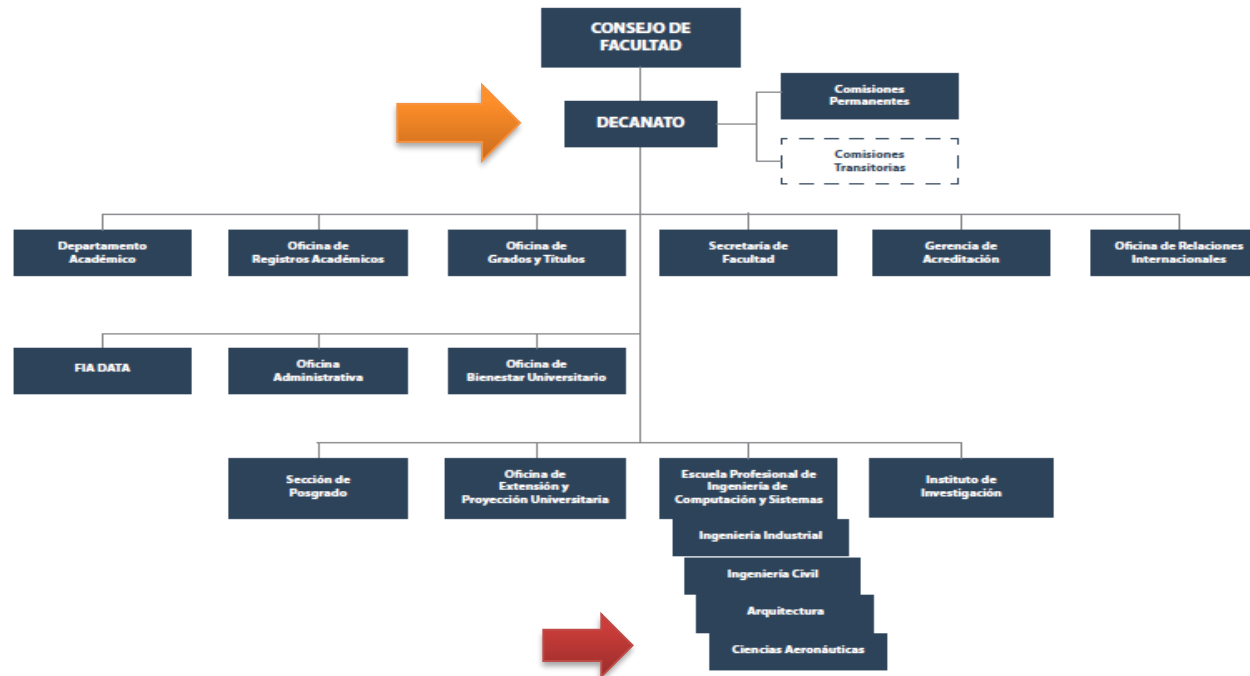 CONSEJO DE
FACULTAD
DECANATO
Comisiones
Permanentes
Comisiones
Transitorias
Departamento
Académico
Oficina de
Registros Académicos
Oficina de
Grados y Títulos
Secretaría de
Facultad
Gerencia de
Acreditación
Oficina de Relaciones
Internacionales
FIA DATA
Oficina
Administrativa
Oficina de
Bienestar Universitario
Sección de
Posgrado
Oficina de
Extensión y
Proyección Universitaria
Escuela Profesional de
Ingeniería de
Computación y Sistemas
Instituto de
Investigación
Ingeniería Industrial
Ingeniería Civil
Arquitectura
Ciencias Aeronáuticas